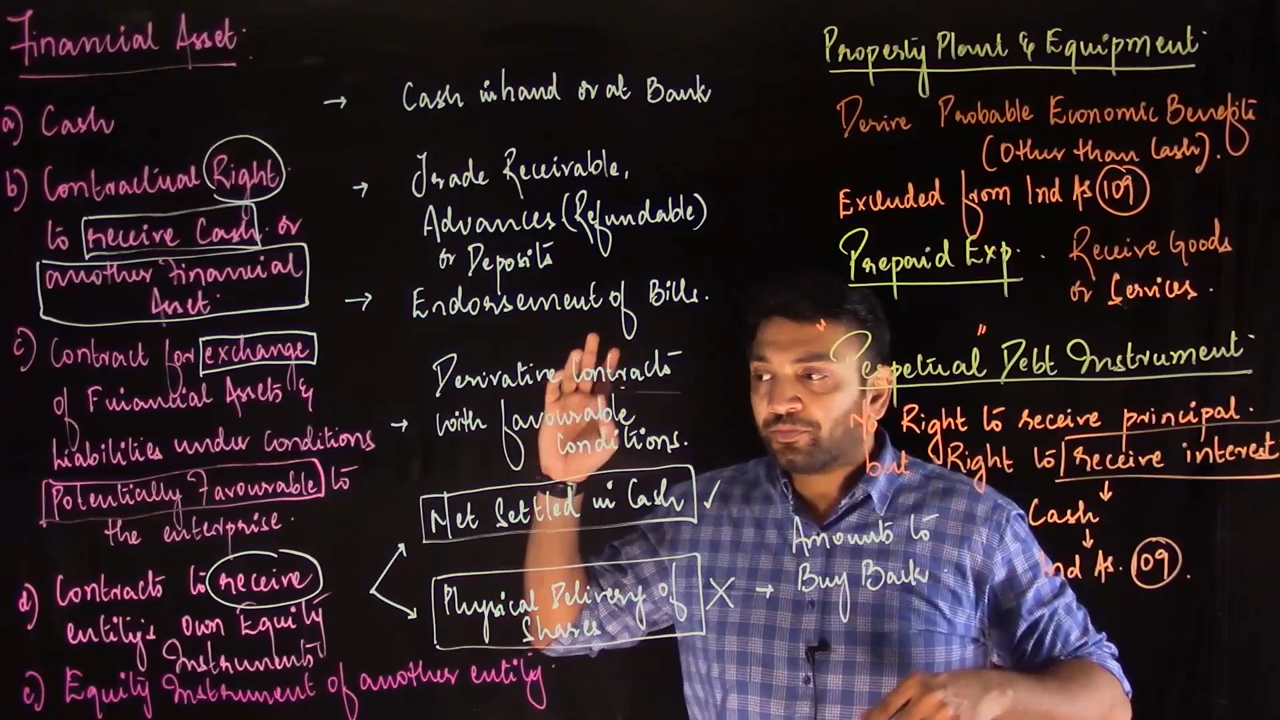 Financial Asset
a) Cash
b) Contractual Right
to receive Cash or
another Financial
Asset.
c) Contract for exchange
of Financial Assets &
Liabilities under conditions
Potentially Favourable to
the enterprise.
d) Contracts to receive
entity's own Equity
Instruments
e) Equity Instrument of another entity.
→ Cash in hand or at Bank
→ Trade Receivable,
Advances (Refundable)
or Deposits
→ Endorsement of Bills.
Derivative Contracts
→ with favourable
conditions.
Net Settled in Cash ✓
Physical Delivery of
Shares X → Amounts to
Buy Back.
Property Plant & Equipment
Derive Probable Economic Benefits
(Other than Cash).
Excluded from Ind As 109
Prepaid Exp. Receive Goods
or Services.
"Perpetual" Debt Instrument
No Right to receive principal.
but Right to receive interest
↓
Cash
↓
Ind As. 109.